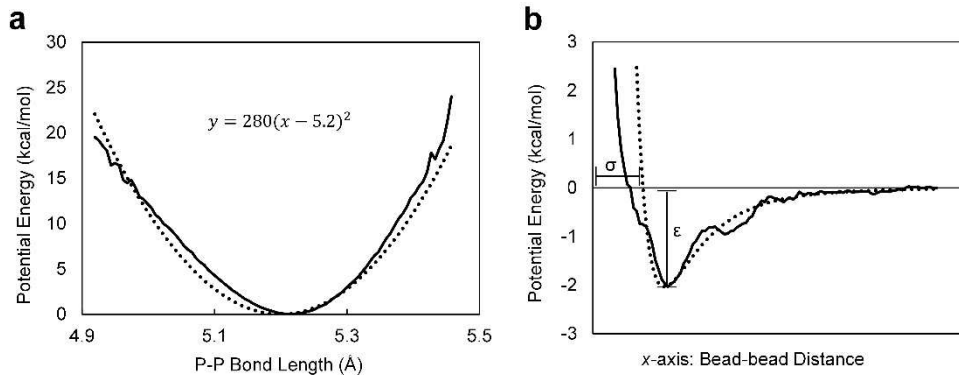 a
Potential Energy (kcal/mol)
30
25
20
15
10
5
0
y = 280(x − 5.2)²
4.9
5.1
5.3
5.5
P-P Bond Length (Å)
b
Potential Energy (kcal/mol)
3
2
1
0
-1
-2
-3
σ
ε
x-axis: Bead-bead Distance